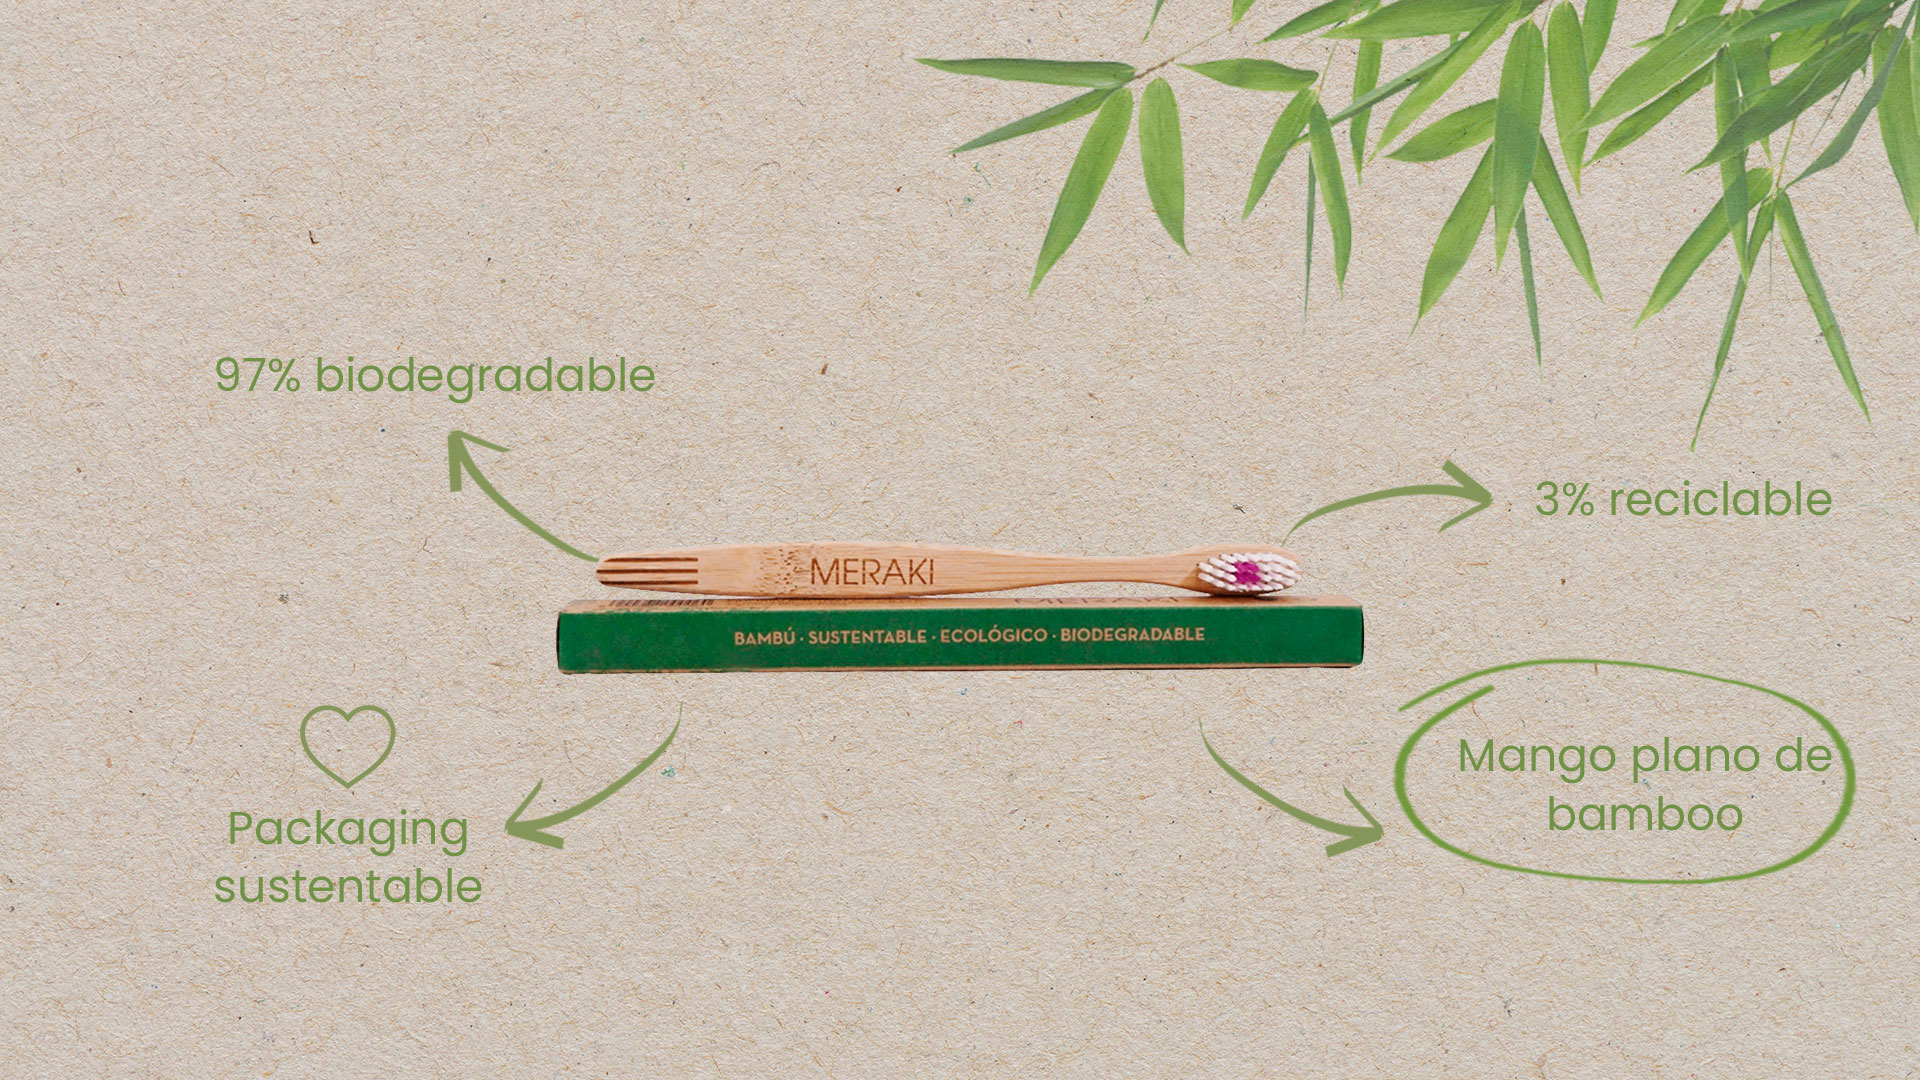 97% biodegradable
3% reciclable
MERAKI
BAMBÚ · SUSTENTABLE · ECOLÓGICO · BIODEGRADABLE
Mango plano de
bamboo
Packaging
sustentable